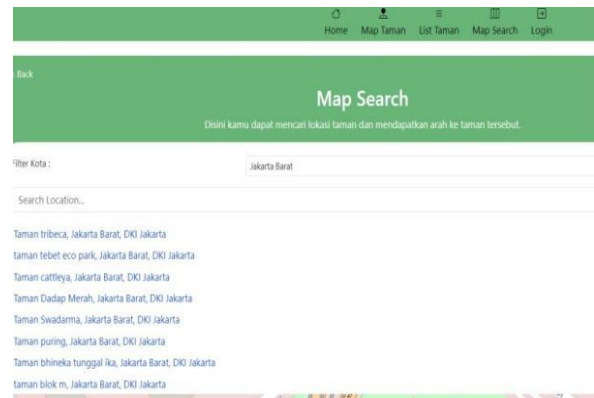 Home Map Taman List Taman Map Search Login
Back
Map Search
Disini kamu dapat mencari lokasi taman dan mendapatkan arah ke taman tersebut.
Filter Kota :
Jakarta Barat
Search Location...
Taman tribeca, Jakarta Barat, DKI Jakarta
taman tebet eco park, Jakarta Barat, DKI Jakarta
Taman cattleya, Jakarta Barat, DKI Jakarta
Taman Dadap Merah, Jakarta Barat, DKI Jakarta
Taman Swadarma, Jakarta Barat, DKI Jakarta
Taman puring, Jakarta Barat, DKI Jakarta
Taman bhineka tunggal ika, Jakarta Barat, DKI Jakarta
taman blok m, Jakarta Barat, DKI Jakarta